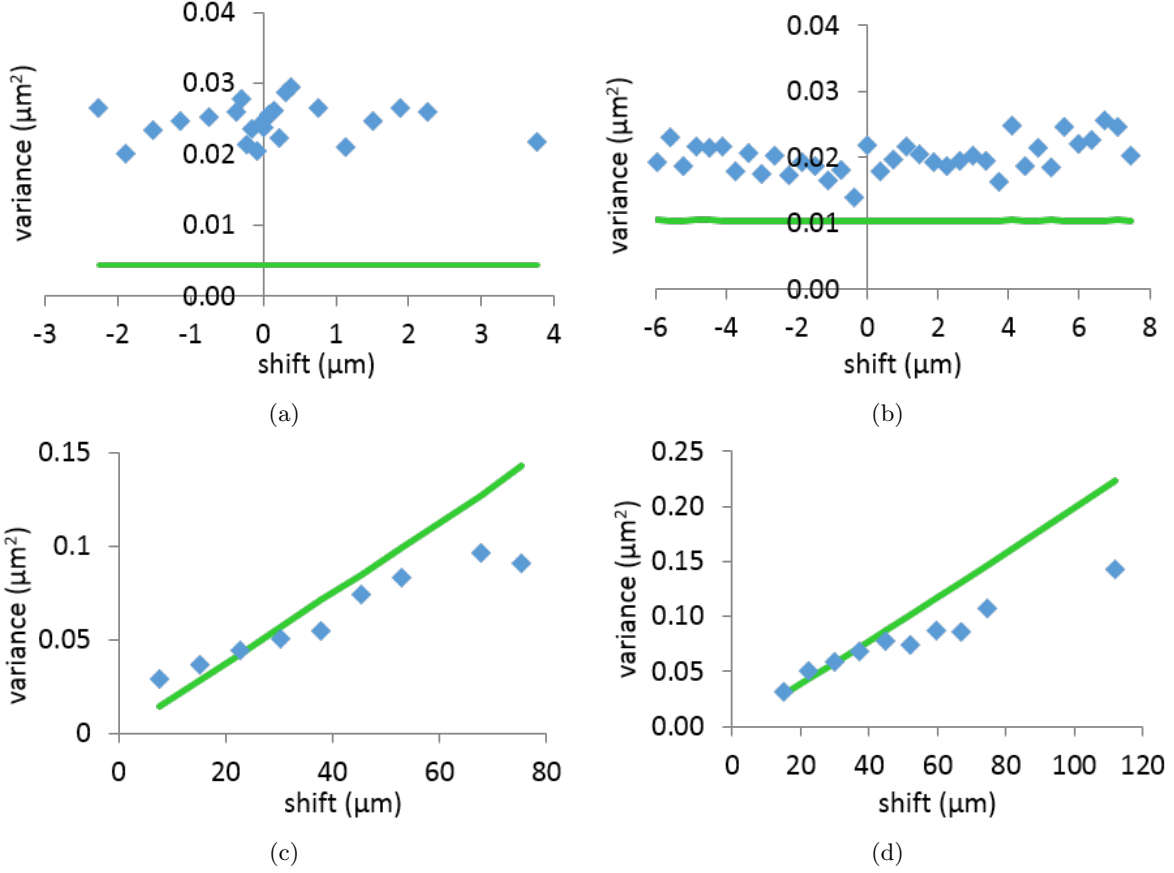 0.04
0.03
0.02
0.01
0.00
-3 -2 -1 0 1 2 3 4
variance (µm²)
shift (µm)
(a)
0.04
0.03
0.02
0.01
0.00
-6 -4 -2 0 2 4 6 8
variance (µm²)
shift (µm)
(b)
0.15
0.1
0.05
0
0 20 40 60 80
variance (µm²)
shift (µm)
(c)
0.25
0.20
0.15
0.10
0.05
0.00
0 20 40 60 80 100 120
variance (µm²)
shift (µm)
(d)